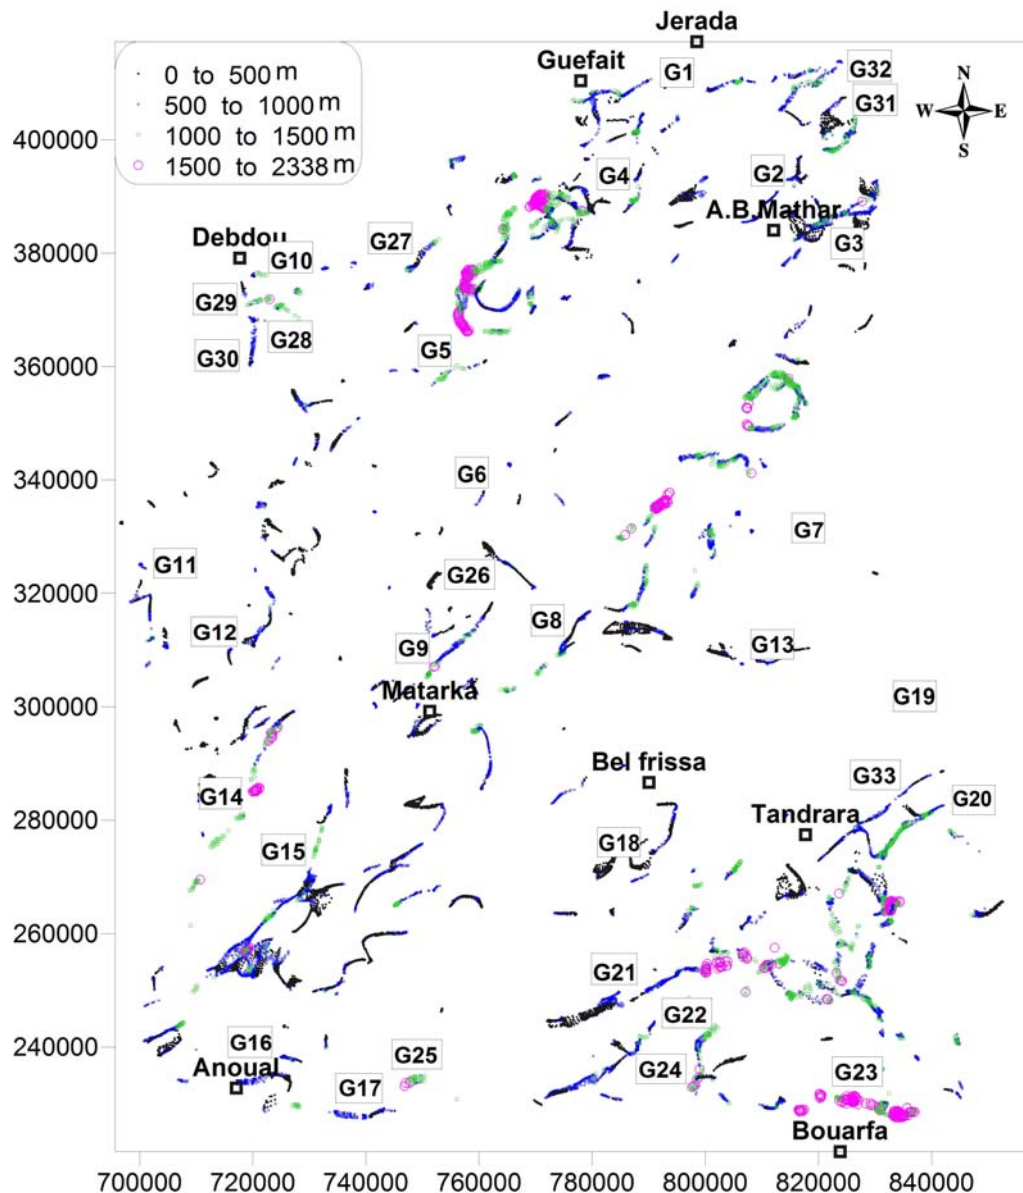 Jerada
Guefait
G1
G32
0 to 500 m
500 to 1000 m
1000 to 1500 m
1500 to 2338 m
G31
N
W E
S
400000
G4
G2
A.B.Mathar
Debdou
G27
G3
380000
G10
G29
G28
G5
G30
360000
340000
G6
G7
G11
G26
320000
G12
G8
G9
G13
Matarka
300000
G19
Bel frissa
G33
G14
G20
Tandrara
280000
G15
G18
260000
G21
G22
240000
G16
Anoual
G25
G24
G23
G17
Bouarfa
700000 720000 740000 760000 780000 800000 820000 840000